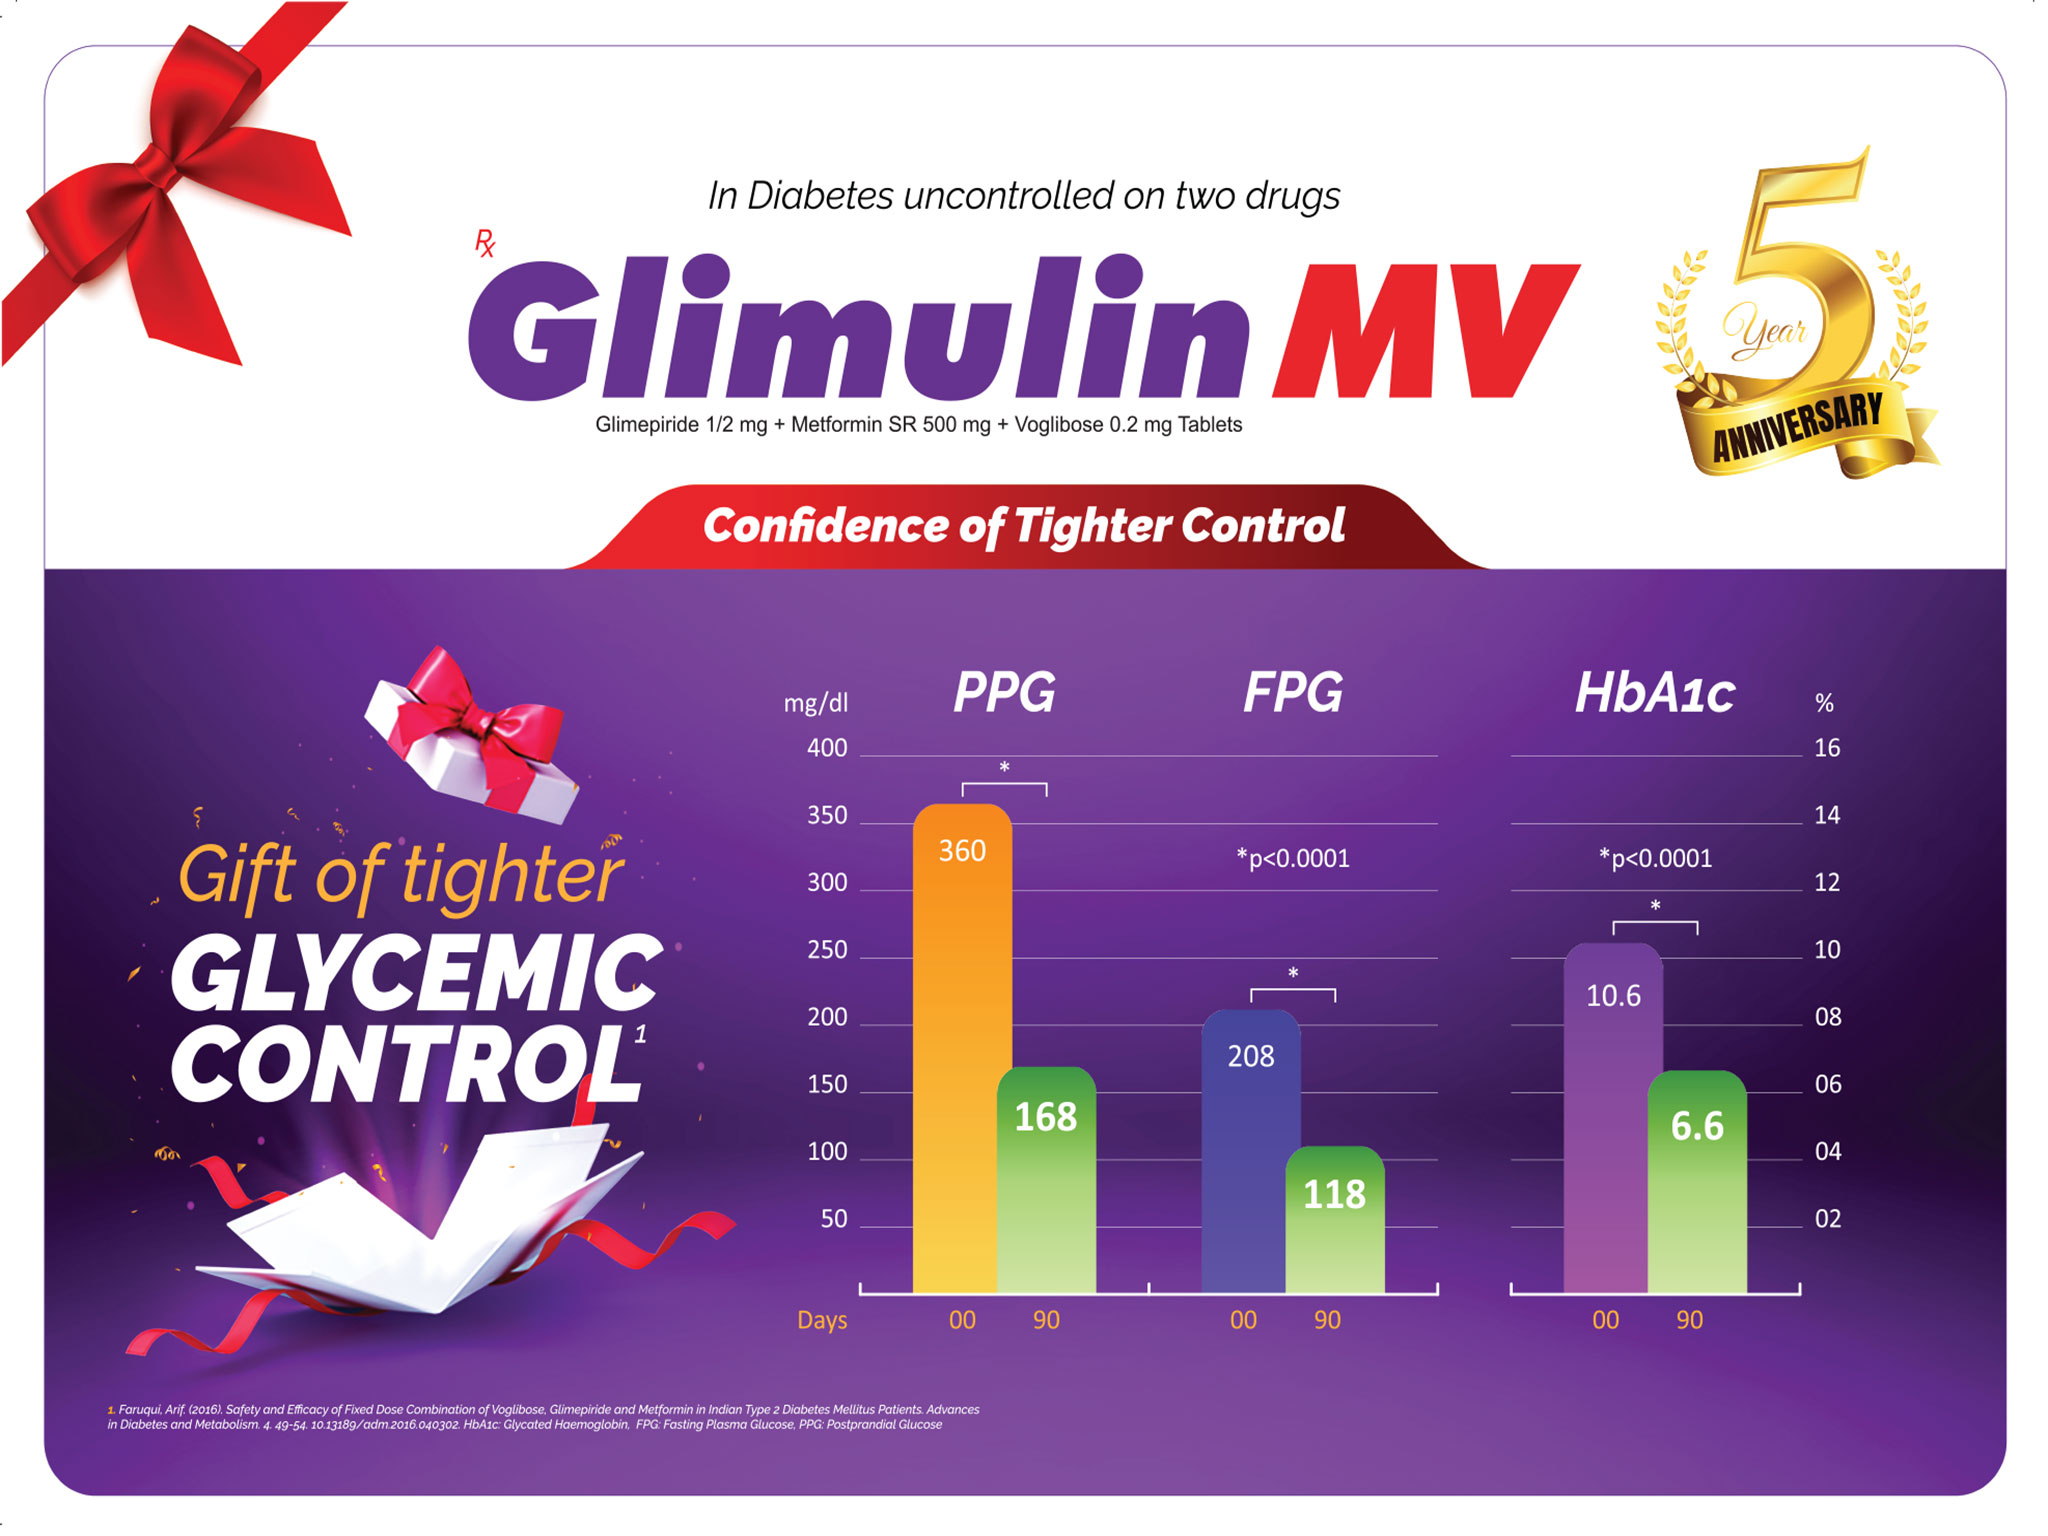 In Diabetes uncontrolled on two drugs
Rx
Glimulin MV
Glimepiride 1/2 mg + Metformin SR 500 mg + Voglibose 0.2 mg Tablets
5
Year
ANNIVERSARY
Confidence of Tighter Control
Gift of tighter
GLYCEMIC
CONTROL1
mg/dl PPG FPG HbA1c %
400 16
*
350 14
360
*p<0.0001 *p<0.0001
300 12
*
250 10
*
10.6
200 08
208
150 06
168 6.6
100 04
118
50 02
Days 00 90 00 90 00 90
1. Faruqui, Arif. (2016). Safety and Efficacy of Fixed Dose Combination of Voglibose, Glimepiride and Metformin in Indian Type 2 Diabetes Mellitus Patients. Advances
in Diabetes and Metabolism. 4. 49-54. 10.13189/adm.2016.040302. HbA1c: Glycated Haemoglobin, FPG: Fasting Plasma Glucose, PPG: Postprandial Glucose